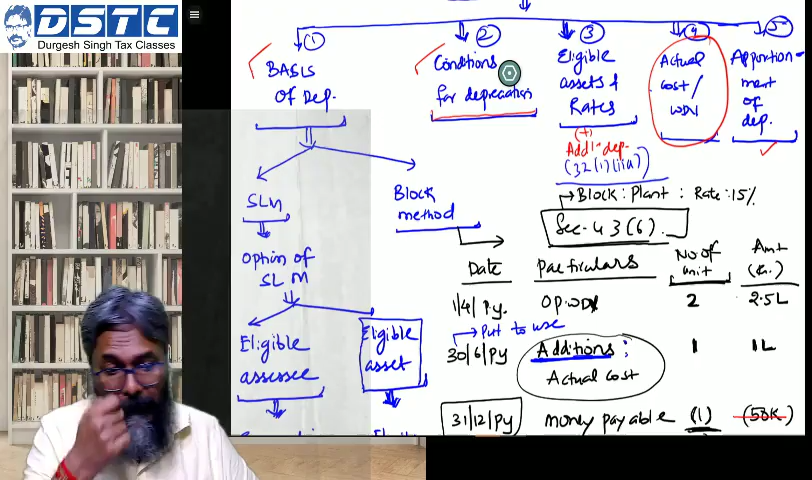 DSTC
Durgesh Singh Tax Classes
①
②
③
④
⑤
BASIS
Of Dep.
Conditions
for depreciation
Eligible
assets &
Rates
(+)
Addl. dep.
(32(1)(iia))
Actual
cost/
WDV
Apportion-
ment
of
dep.
SLM
Block
method
Option of
SLM
Eligible
assessee
Eligible
asset
Block: Plant : Rate: 15%
Sec-43(6)
Date
Particulars
No of
unit
Amt
(Rs.)
1/4/Py.
Op. WDV
2
2.5L
Put to use
30/6/Py
Additions:
1
1L
Actual cost
31/12/Py
money payable
(1)
(50K)